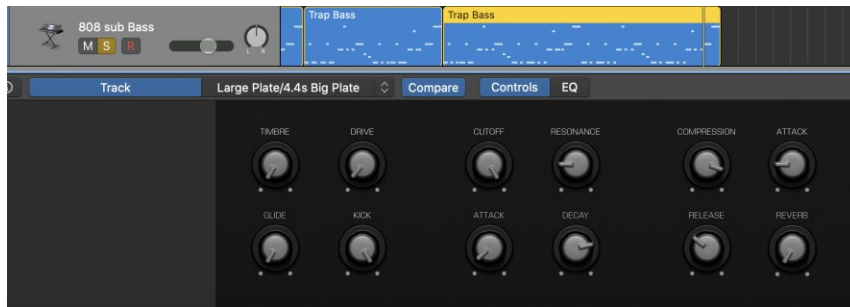 808 sub Bass
Trap Bass
Trap Bass
M S R
L R
Track
Large Plate/4.4s Big Plate
Compare
Controls
EQ
TIMBRE
DRIVE
CUTOFF
RESONANCE
COMPRESSION
ATTACK
GLIDE
KICK
ATTACK
DECAY
RELEASE
REVERB